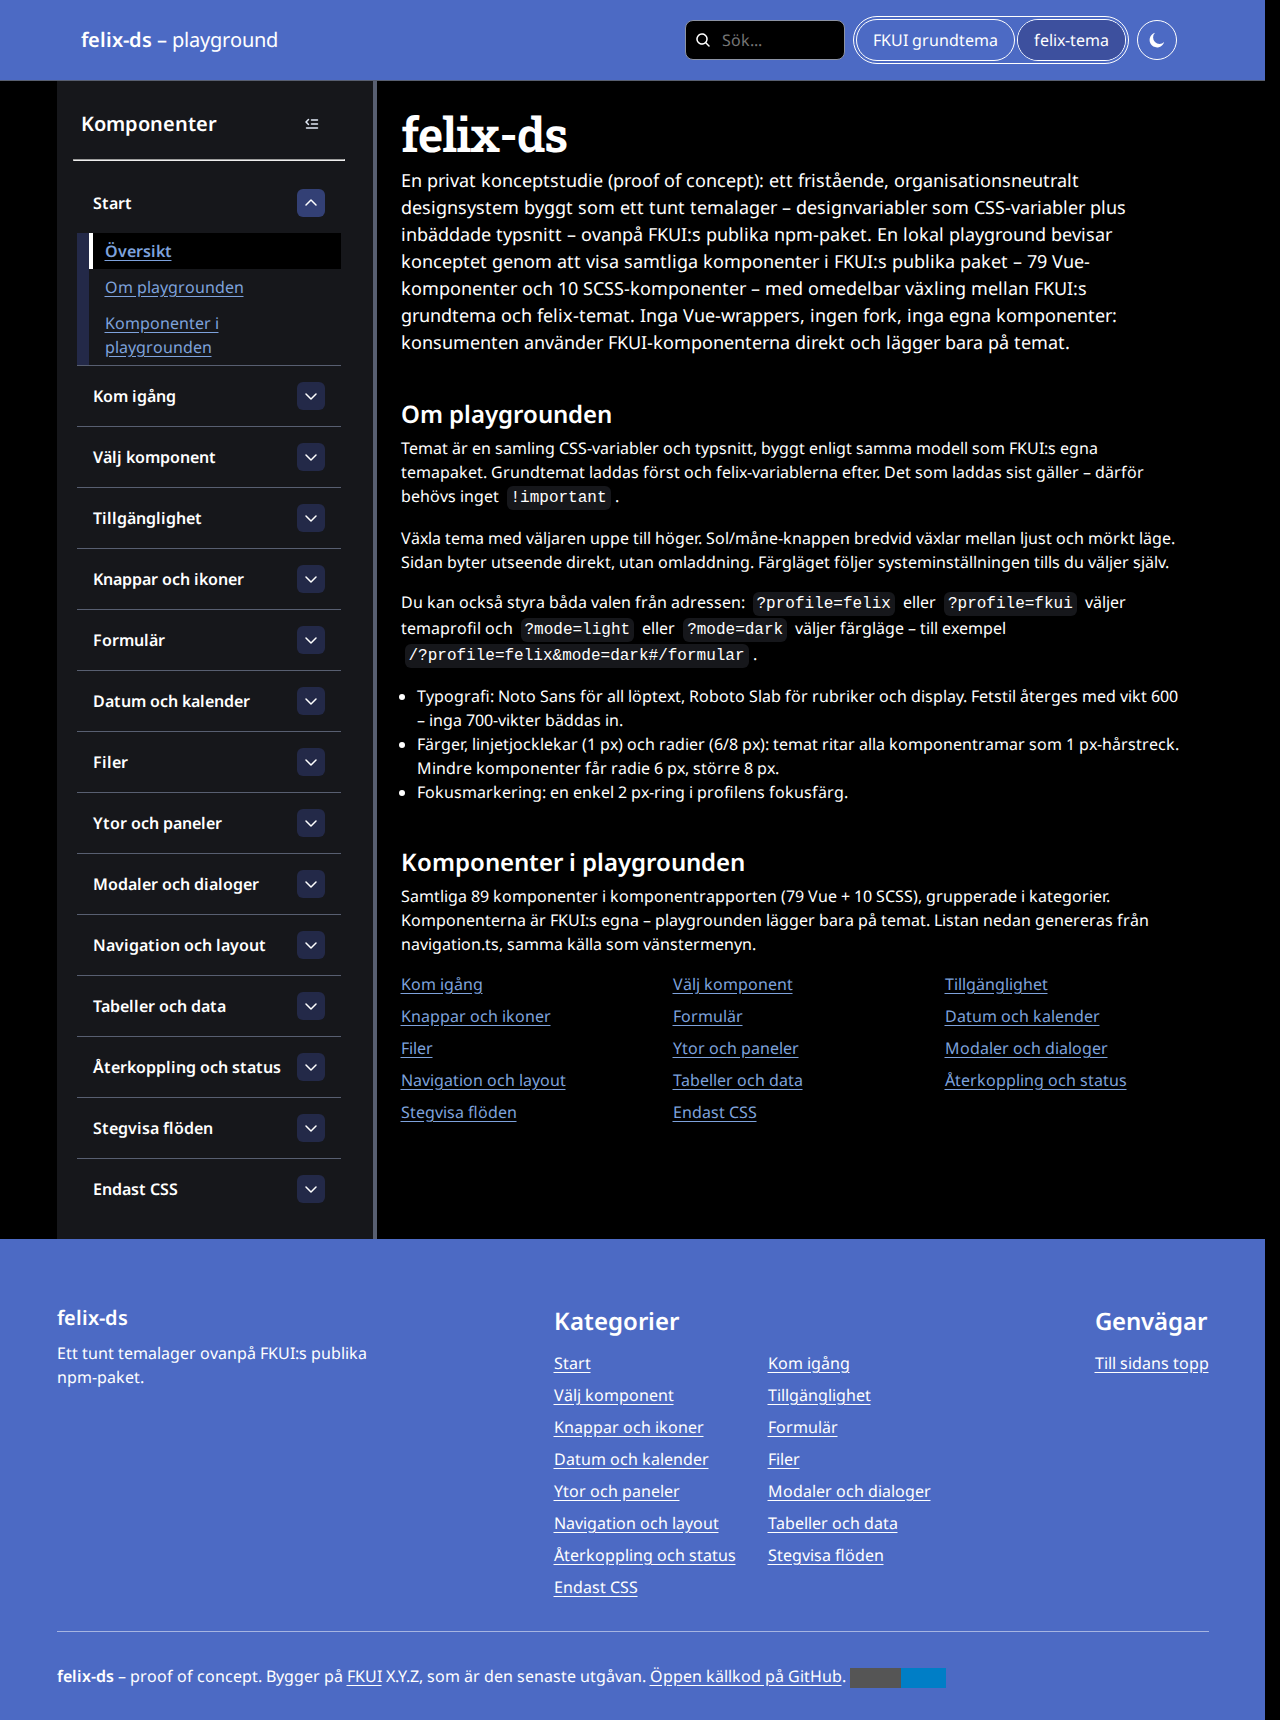 felix-ds – playground
Sök...
FKUI grundtema
felix-tema
Komponenter
Start
Översikt
Om playgrounden
Komponenter i
playgrounden
Kom igång
Välj komponent
Tillgänglighet
Knappar och ikoner
Formulär
Datum och kalender
Filer
Ytor och paneler
Modaler och dialoger
Navigation och layout
Tabeller och data
Återkoppling och status
Stegvisa flöden
Endast CSS
felix-ds
En privat konceptstudie (proof of concept): ett fristående, organisationsneutralt
designsystem byggt som ett tunt temalager – designvariabler som CSS-variabler plus
inbäddade typsnitt – ovanpå FKUI:s publika npm-paket. En lokal playground bevisar
konceptet genom att visa samtliga komponenter i FKUI:s publika paket – 79 Vue-
komponenter och 10 SCSS-komponenter – med omedelbar växling mellan FKUI:s
grundtema och felix-temat. Inga Vue-wrappers, ingen fork, inga egna komponenter:
konsumenten använder FKUI-komponenterna direkt och lägger bara på temat.
Om playgrounden
Temat är en samling CSS-variabler och typsnitt, byggt enligt samma modell som FKUI:s egna
temapaket. Grundtemat laddas först och felix-variablerna efter. Det som laddas sist gäller – därför
behövs inget !important.
Växla tema med väljaren uppe till höger. Sol/måne-knappen bredvid växlar mellan ljust och mörkt läge.
Sidan byter utseende direkt, utan omladdning. Färgläget följer systeminställningen tills du väljer själv.
Du kan också styra båda valen från adressen: ?profile=felix eller ?profile=fkui väljer
temaprofil och ?mode=light eller ?mode=dark väljer färgläge – till exempel
/?profile=felix&mode=dark#/formular.
Typografi: Noto Sans för all löptext, Roboto Slab för rubriker och display. Fetstil återges med vikt 600
– inga 700-vikter bäddas in.
Färger, linjetjocklekar (1 px) och radier (6/8 px): temat ritar alla komponentramar som 1 px-hårstreck.
Mindre komponenter får radie 6 px, större 8 px.
Fokusmarkering: en enkel 2 px-ring i profilens fokusfärg.
Komponenter i playgrounden
Samtliga 89 komponenter i komponentrapporten (79 Vue + 10 SCSS), grupperade i kategorier.
Komponenterna är FKUI:s egna – playgrounden lägger bara på temat. Listan nedan genereras från
navigation.ts, samma källa som vänstermenyn.
Kom igång
Välj komponent
Tillgänglighet
Knappar och ikoner
Formulär
Datum och kalender
Filer
Ytor och paneler
Modaler och dialoger
Navigation och layout
Tabeller och data
Återkoppling och status
Stegvisa flöden
Endast CSS
felix-ds
Ett tunt temalager ovanpå FKUI:s publika
npm-paket.
Kategorier
Start
Kom igång
Välj komponent
Tillgänglighet
Knappar och ikoner
Formulär
Datum och kalender
Filer
Ytor och paneler
Modaler och dialoger
Navigation och layout
Tabeller och data
Återkoppling och status
Stegvisa flöden
Endast CSS
Genvägar
Till sidans topp
felix-ds – proof of concept. Bygger på FKUI X.Y.Z, som är den senaste utgåvan. Öppen källkod på GitHub.